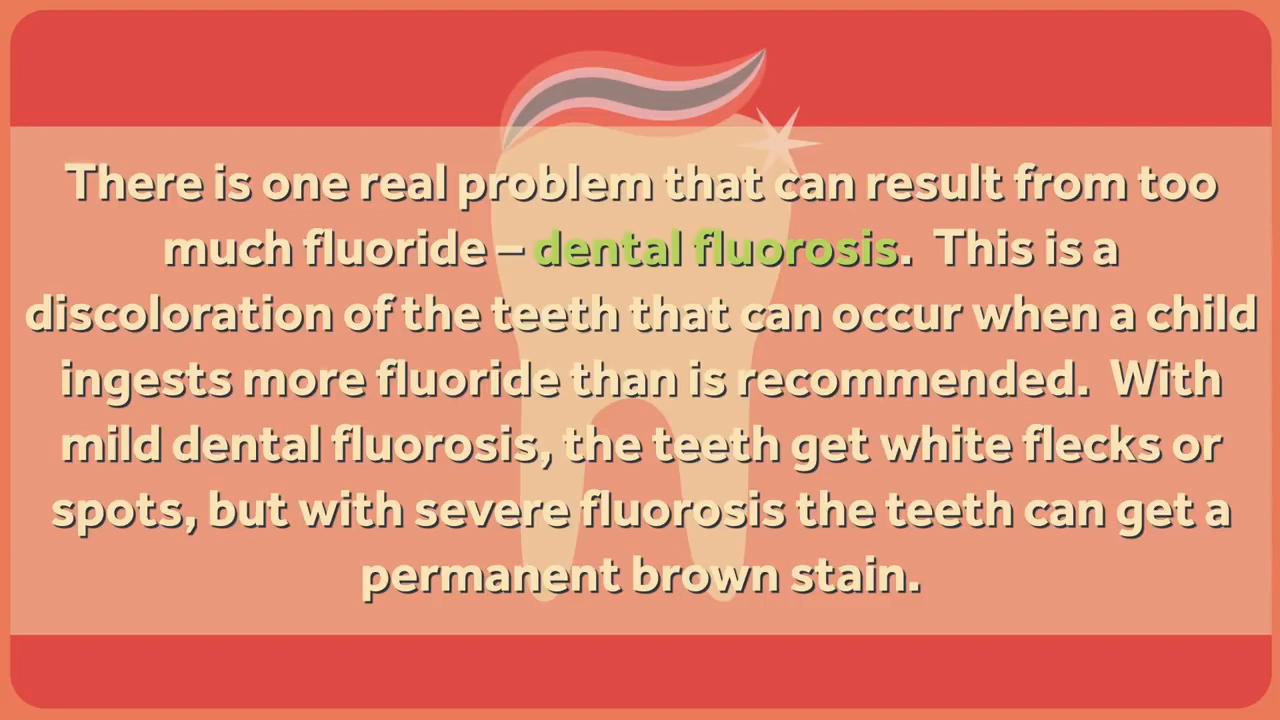 There is one real problem that can result from too
much fluoride – dental fluorosis.  This is a
discoloration of the teeth that can occur when a child
ingests more fluoride than is recommended.  With
mild dental fluorosis, the teeth get white flecks or
spots, but with severe fluorosis the teeth can get a
permanent brown stain.